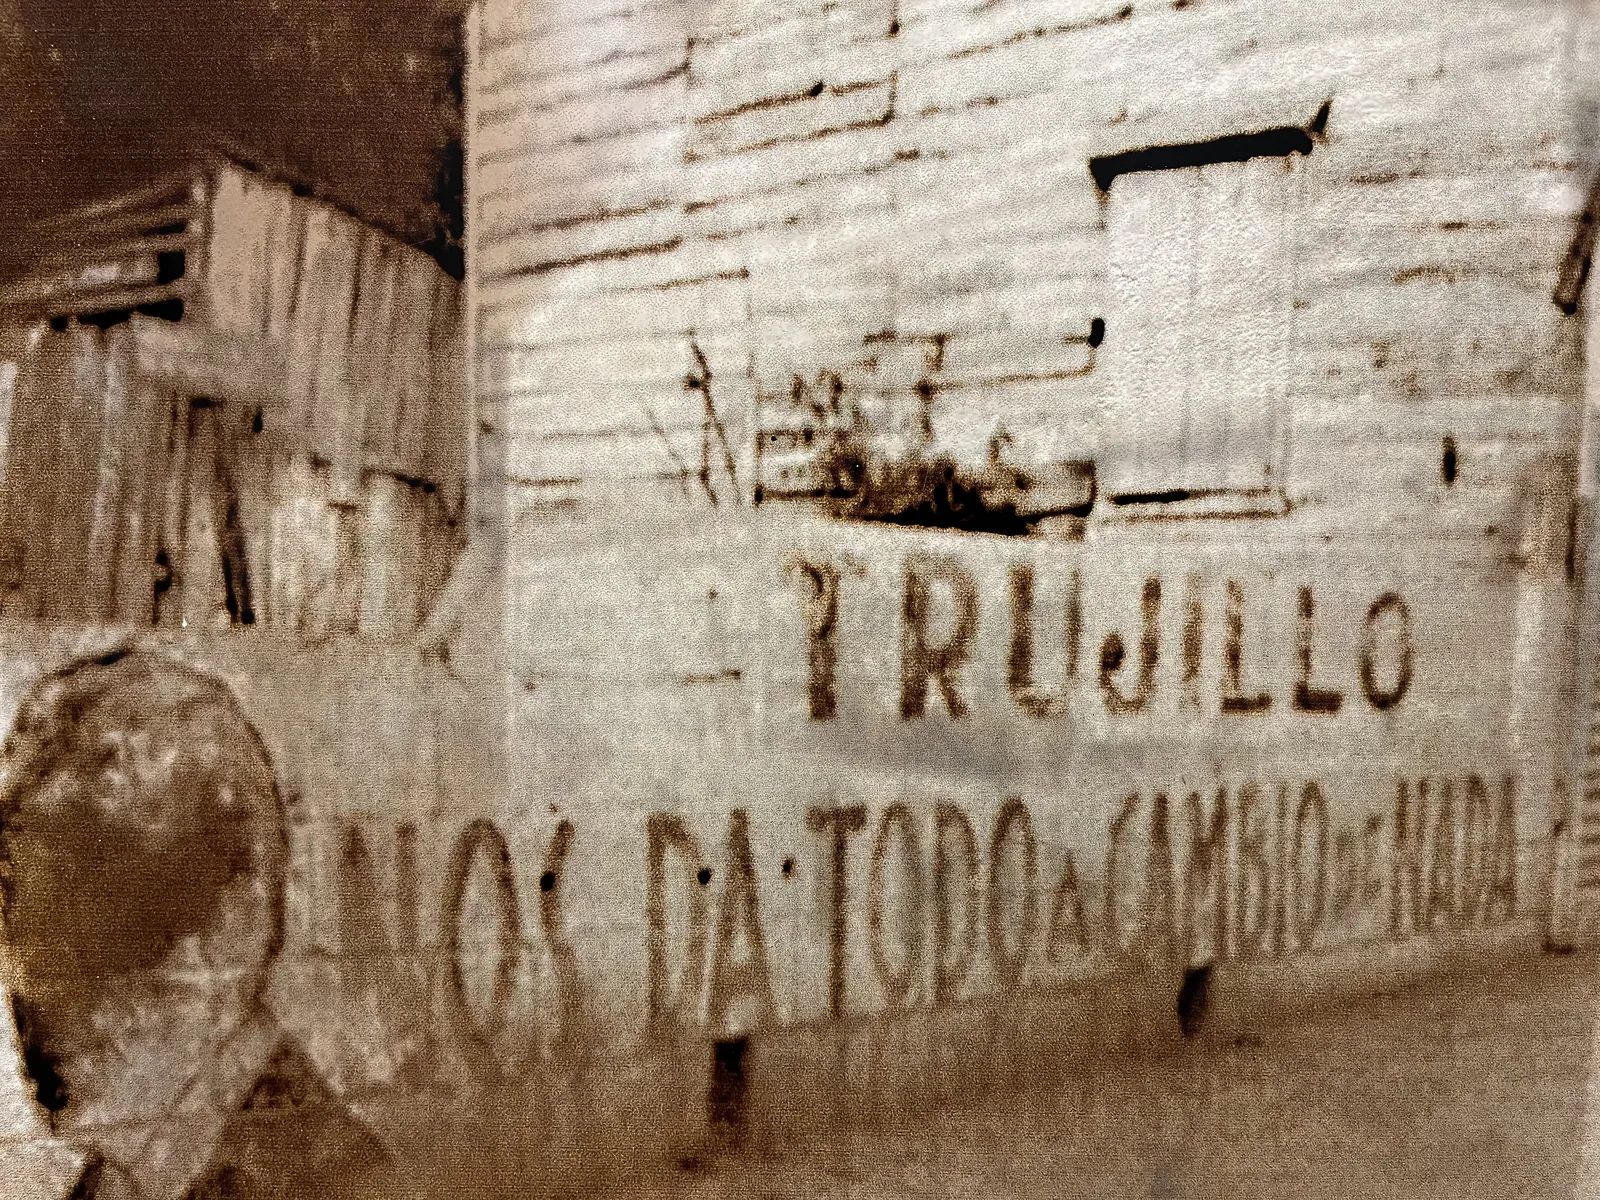 TRUJILLO
NOS DA TODO A CAMBIO DE NADA